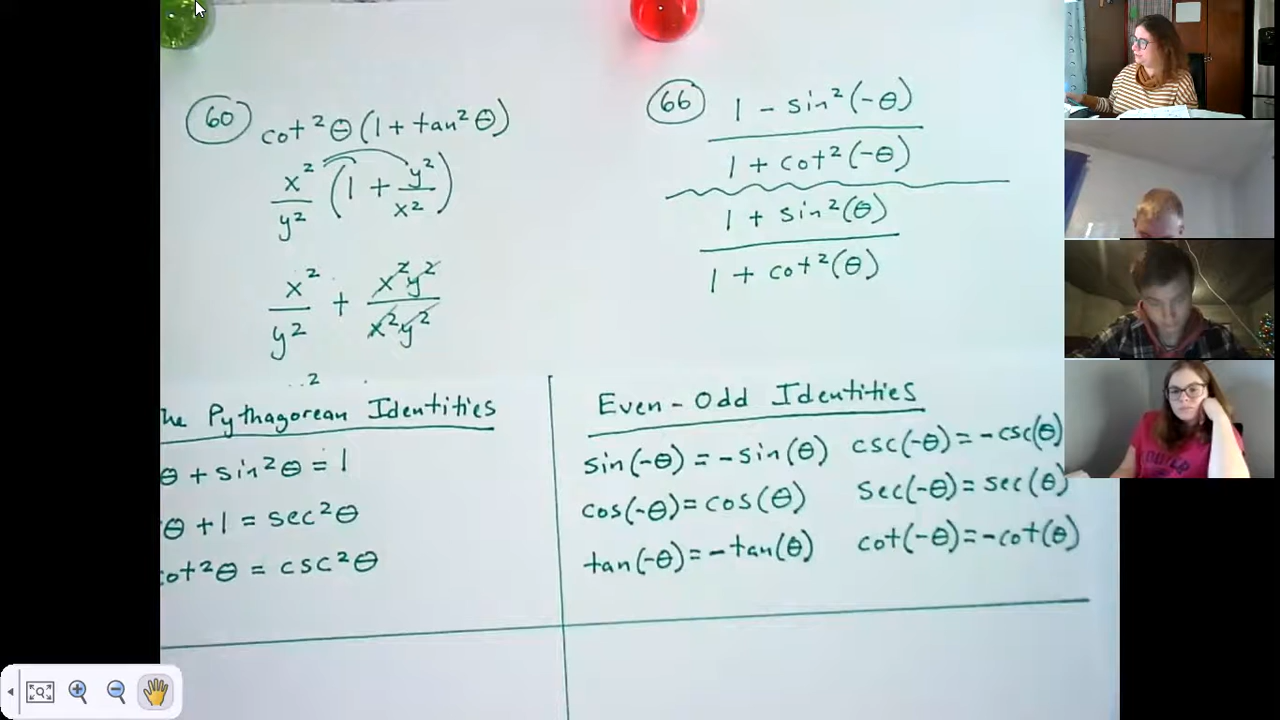 60 cot²θ(1 + tan²θ)
x²/y² (1 + y²/x²)
x²/y² + x²y²/x²y²
2
66 1 - sin²(-θ)
1 + cot²(-θ)
1 + sin²(θ)
1 + cot²(θ)
he Pythagorean Identities
θ + sin²θ = 1
θ + 1 = sec²θ
cot²θ = csc²θ
Even-Odd Identities
sin(-θ) = -sin(θ) csc(-θ) = -csc(θ)
cos(-θ) = cos(θ) sec(-θ) = sec(θ)
tan(-θ) = -tan(θ) cot(-θ) = -cot(θ)